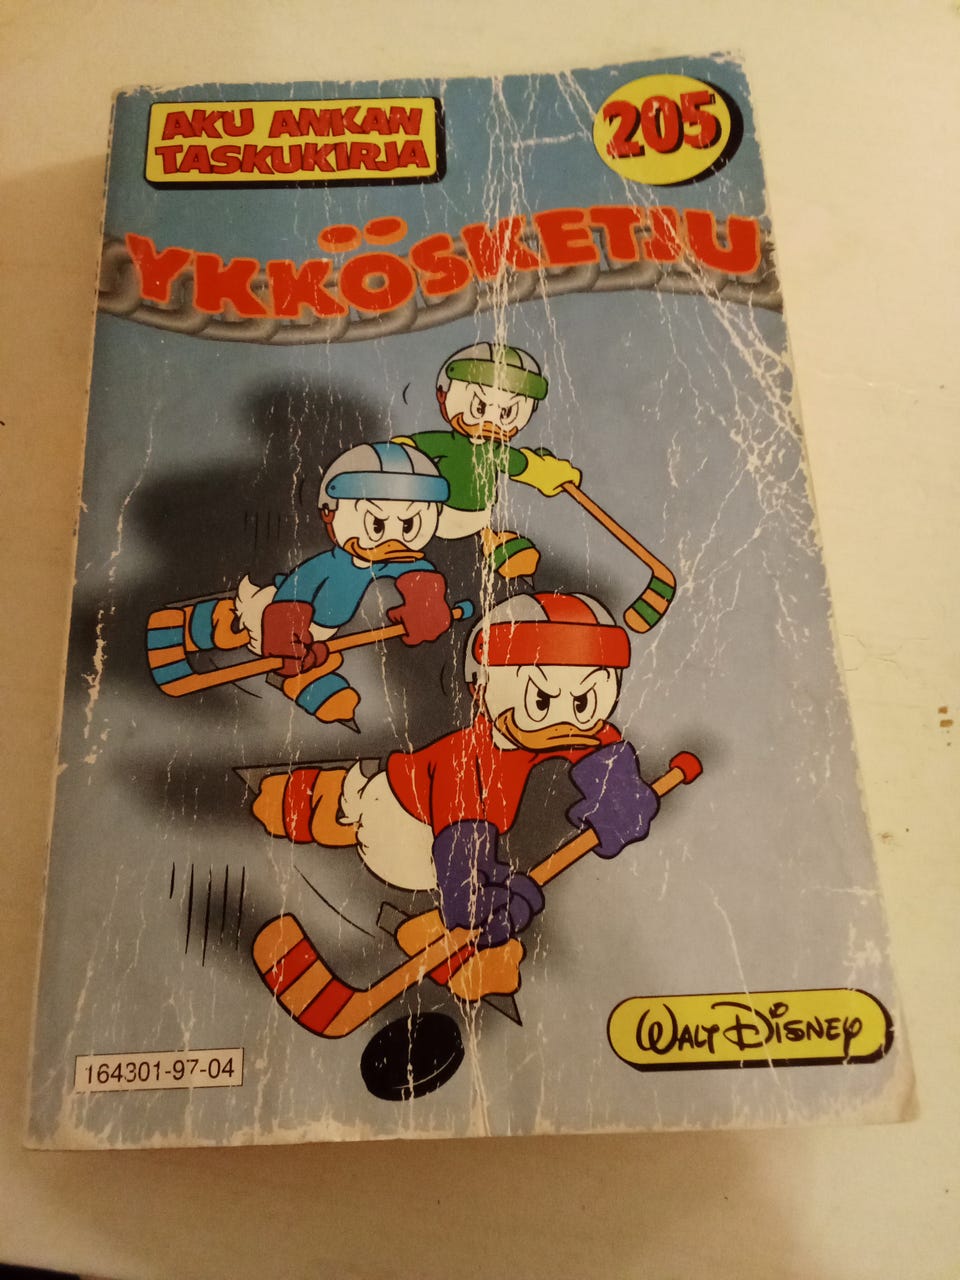 AKU ANKAN
TASKUKIRJA
205
YKKÖSKETJU
WALT DISNEY
164301-97-04